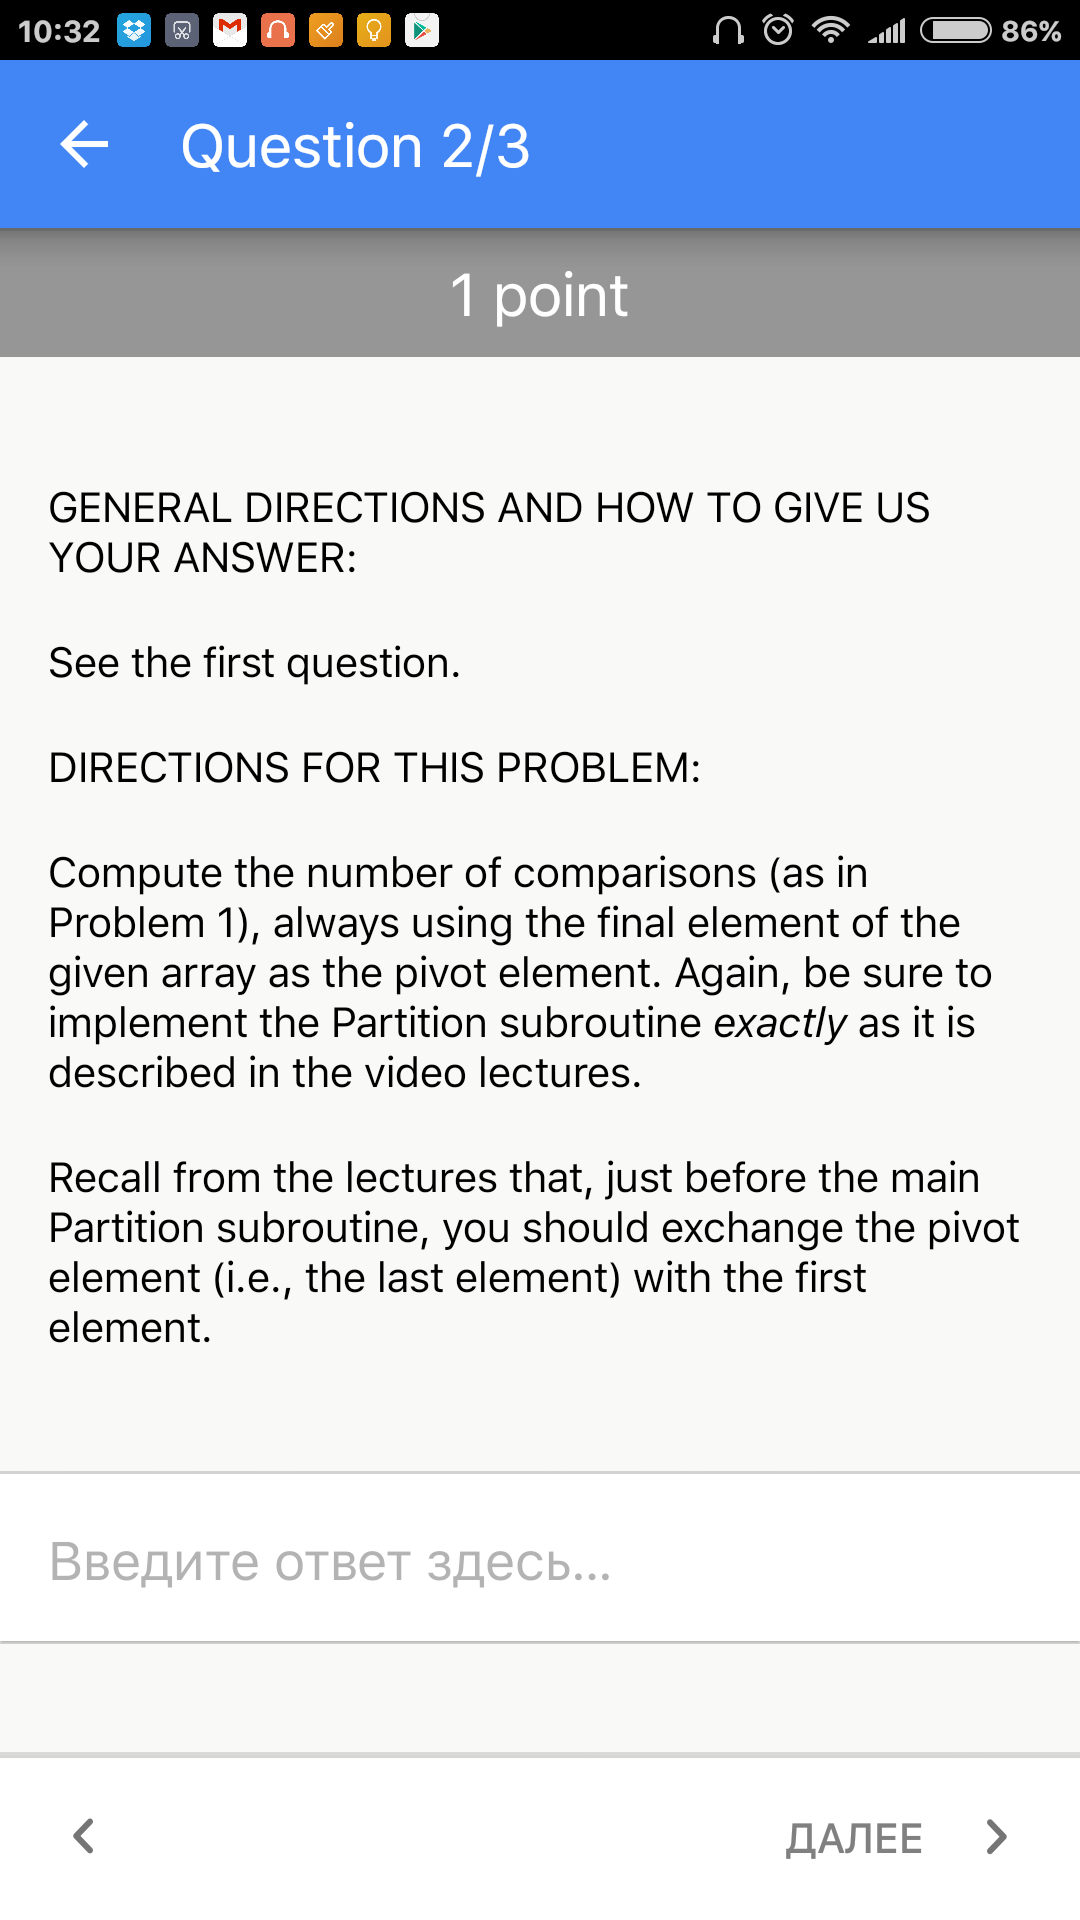 10:32 86%
Question 2/3
1 point
GENERAL DIRECTIONS AND HOW TO GIVE US
YOUR ANSWER:
See the first question.
DIRECTIONS FOR THIS PROBLEM:
Compute the number of comparisons (as in
Problem 1), always using the final element of the
given array as the pivot element. Again, be sure to
implement the Partition subroutine exactly as it is
described in the video lectures.
Recall from the lectures that, just before the main
Partition subroutine, you should exchange the pivot
element (i.e., the last element) with the first
element.
Введите ответ здесь...
ДАЛЕЕ